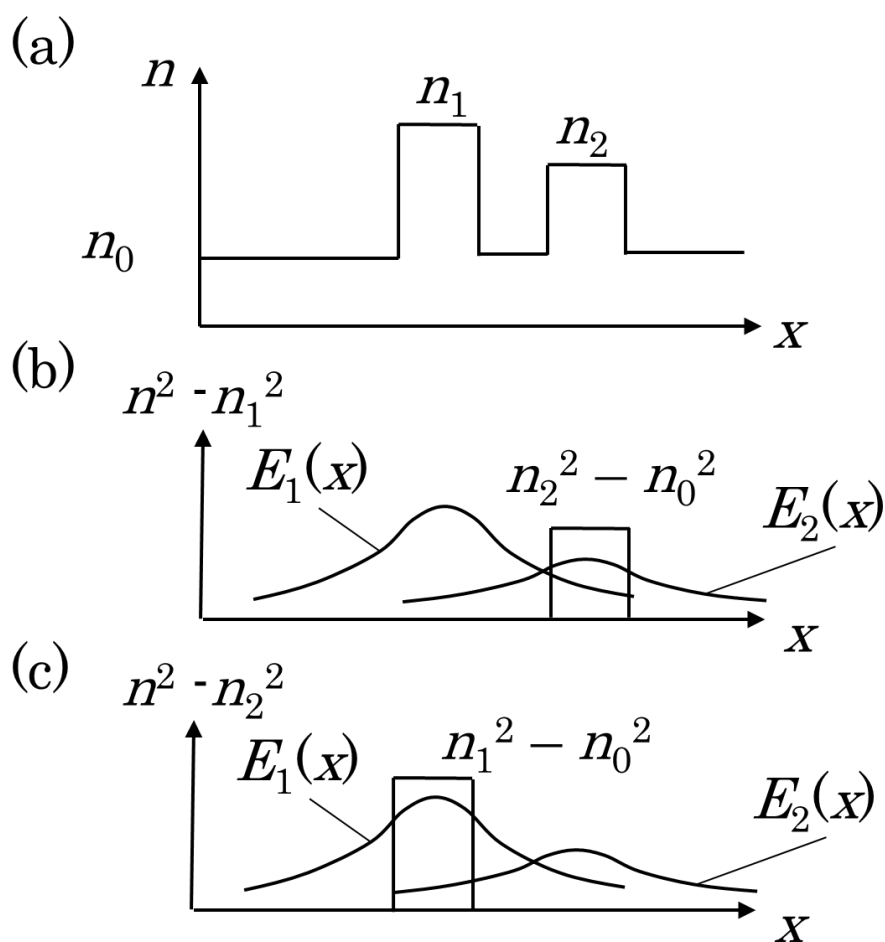 (a)
n
n₁
n₂
n₀
x
(b)
n² -n₁²
E₁(x)
n₂² − n₀²
E₂(x)
x
(c)
n² -n₂²
E₁(x)
n₁² − n₀²
E₂(x)
x